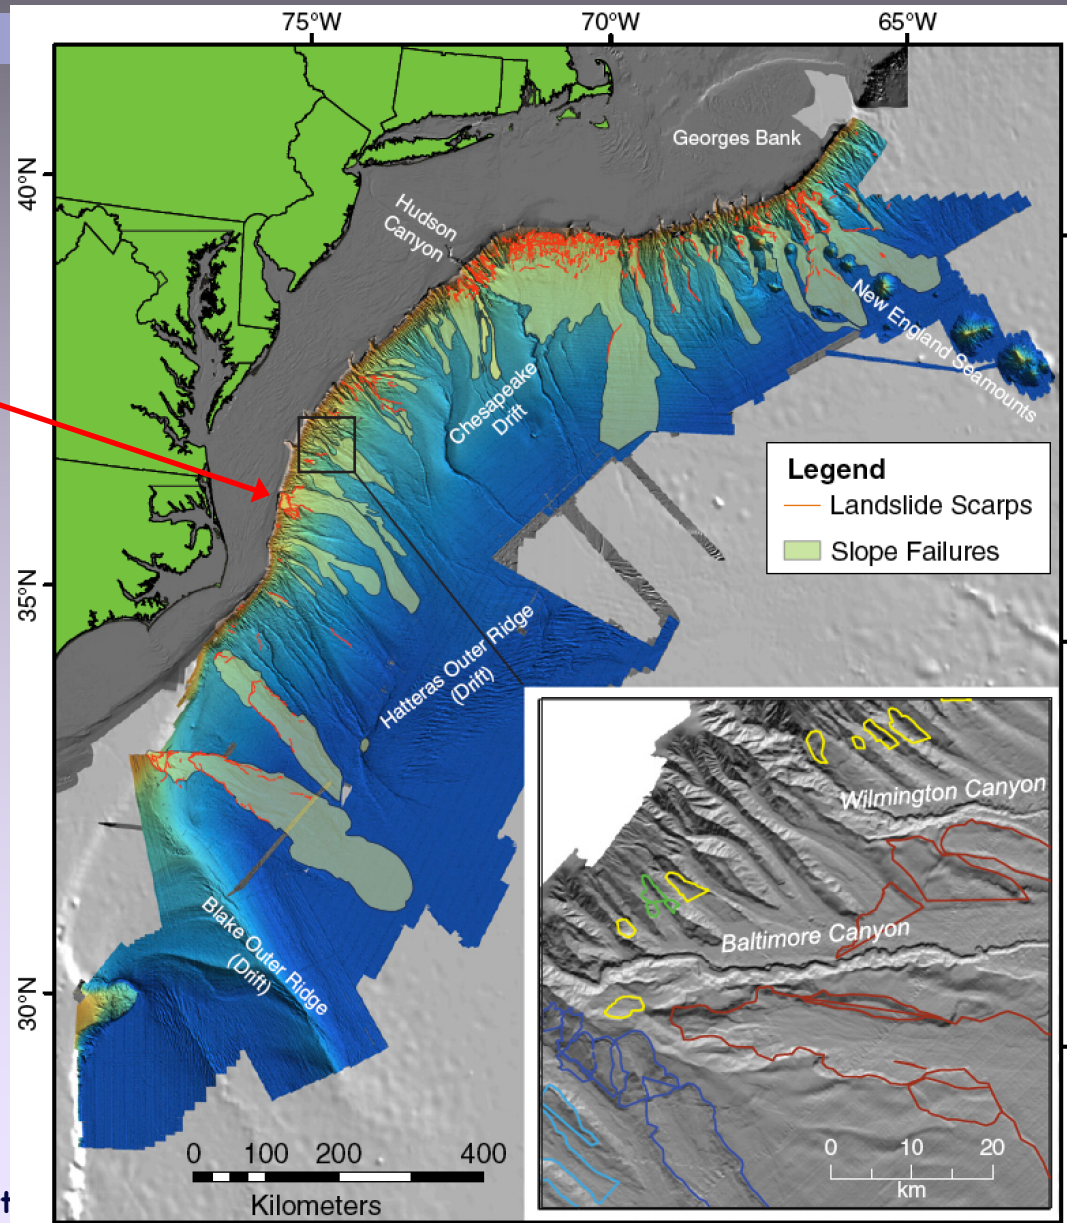 75°W
70°W
65°W
40°N
35°N
30°N
Georges Bank
Hudson
Canyon
New England Seamounts
Chesapeake
Drift
Legend
Landslide Scarps
Slope Failures
Hatteras Outer Ridge
(Drift)
Blake Outer Ridge
(Drift)
Wilmington Canyon
Baltimore Canyon
0 10 20
km
0 100 200 400
Kilometers
t